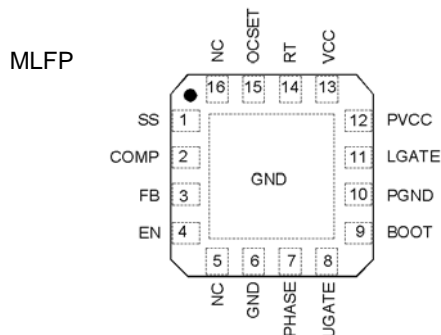 MLFP
NC
OCSET
RT
VCC
16 15 14 13
SS 1
COMP 2
FB 3
EN 4
GND
12 PVCC
11 LGATE
10 PGND
9 BOOT
5 6 7 8
NC
GND
PHASE
UGATE